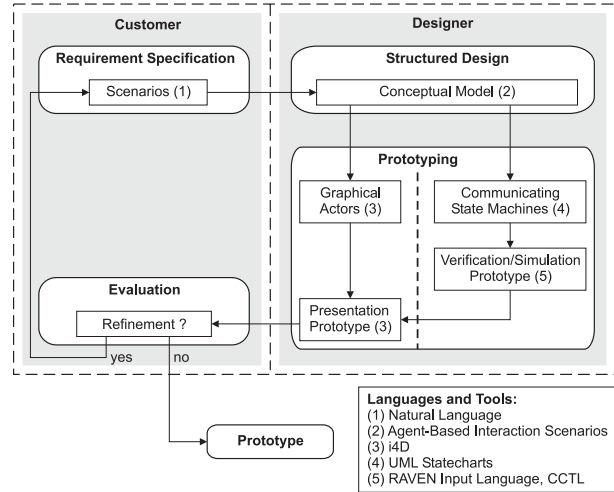 Customer
Designer
Requirement Specification
Scenarios (1)
Structured Design
Conceptual Model (2)
Prototyping
Graphical
Actors (3)
Communicating
State Machines (4)
Verification/Simulation
Prototype (5)
Presentation
Prototype (3)
Evaluation
Refinement ?
yes
no
Prototype
Languages and Tools:
(1) Natural Language
(2) Agent-Based Interaction Scenarios
(3) i4D
(4) UML Statecharts
(5) RAVEN Input Language, CCTL